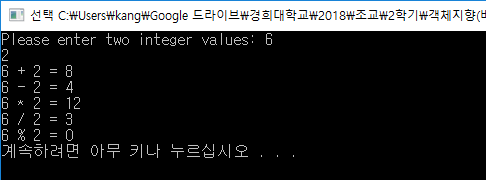 선택 C:₩Users₩kang₩Google 드라이브₩경희대학교₩2018₩조교₩2학기₩객체지향(배
Please enter two integer values: 6
2
6 + 2 = 8
6 - 2 = 4
6 * 2 = 12
6 / 2 = 3
6 % 2 = 0
계속하려면 아무 키나 누르십시오 . . .